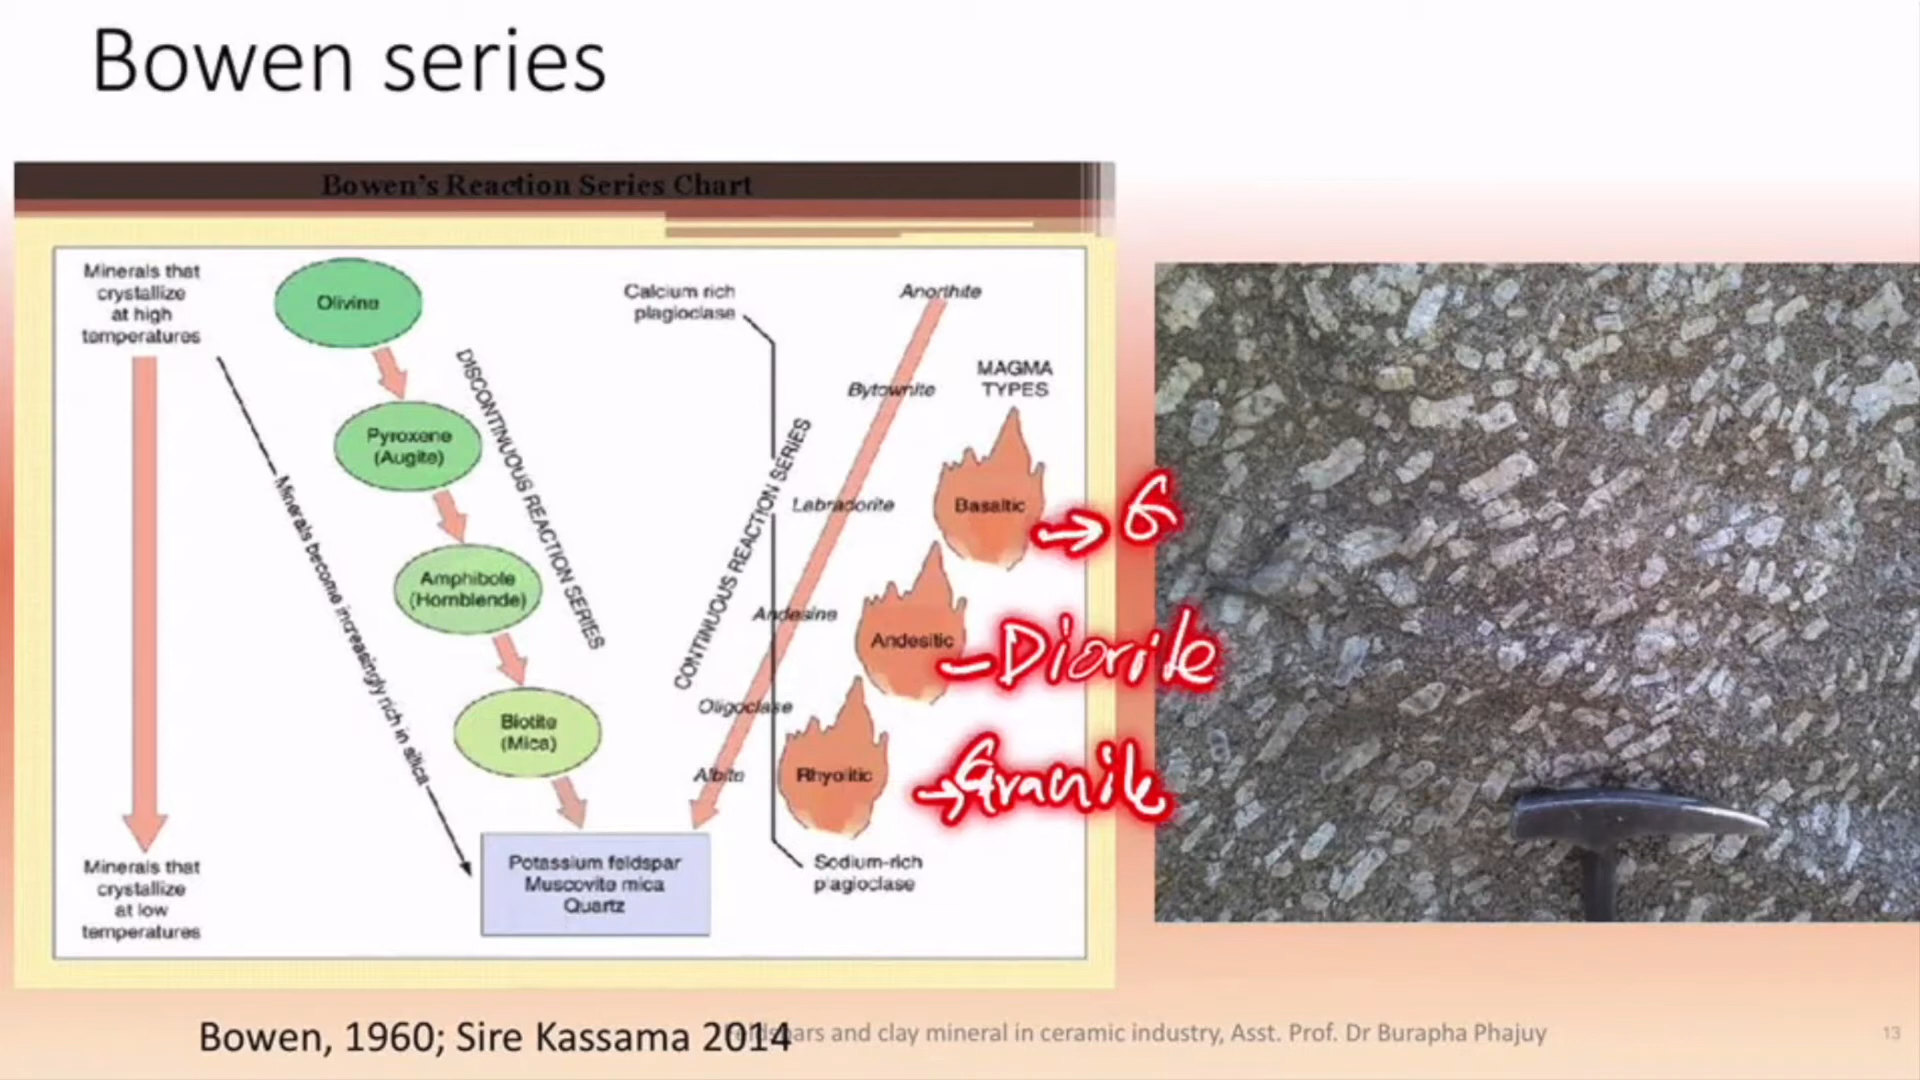 Bowen series
Bowen's Reaction Series Chart
Minerals that
crystallize
at high
temperatures
Olivine
Pyroxene
(Augite)
Amphibole
(Hornblende)
Biotite
(Mica)
DISCONTINUOUS REACTION SERIES
Minerals become increasingly rich in silica
Minerals that
crystallize
at low
temperatures
Potassium feldspar
Muscovite mica
Quartz
Calcium rich
plagioclase
CONTINUOUS REACTION SERIES
Sodium-rich
plagioclase
Anorthite
Bytownite
Labradorite
Andesine
Oligoclase
Albite
MAGMA
TYPES
Basaltic
→ G
Andesitic
– Diorite
Rhyolitic
→ Granite
Bowen, 1960; Sire Kassama 2014
and clay mineral in ceramic industry, Asst. Prof. Dr Burapha Phajuy
13